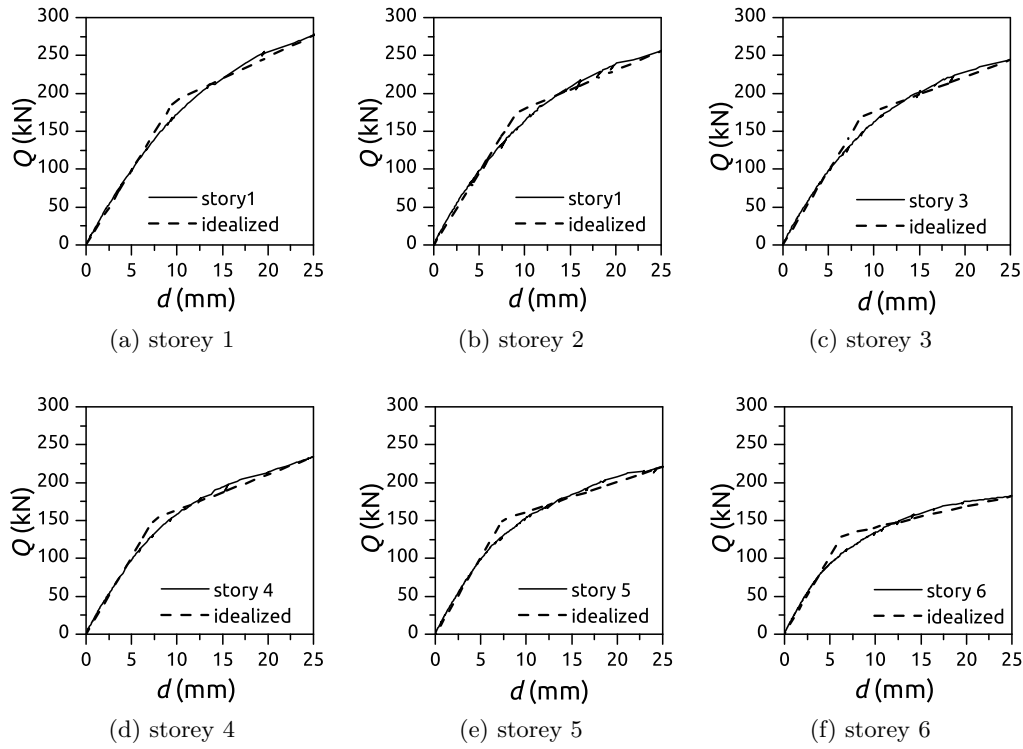 300
250
200
150
100
50
0
Q (kN)
story1
idealized
0 5 10 15 20 25
d (mm)
(a) storey 1
300
250
200
150
100
50
0
Q (kN)
story1
idealized
0 5 10 15 20 25
d (mm)
(b) storey 2
300
250
200
150
100
50
0
Q (kN)
story 3
idealized
0 5 10 15 20 25
d (mm)
(c) storey 3
300
250
200
150
100
50
0
Q (kN)
story 4
idealized
0 5 10 15 20 25
d (mm)
(d) storey 4
300
250
200
150
100
50
0
Q (kN)
story 5
idealized
0 5 10 15 20 25
d (mm)
(e) storey 5
300
250
200
150
100
50
0
Q (kN)
story 6
idealized
0 5 10 15 20 25
d (mm)
(f) storey 6